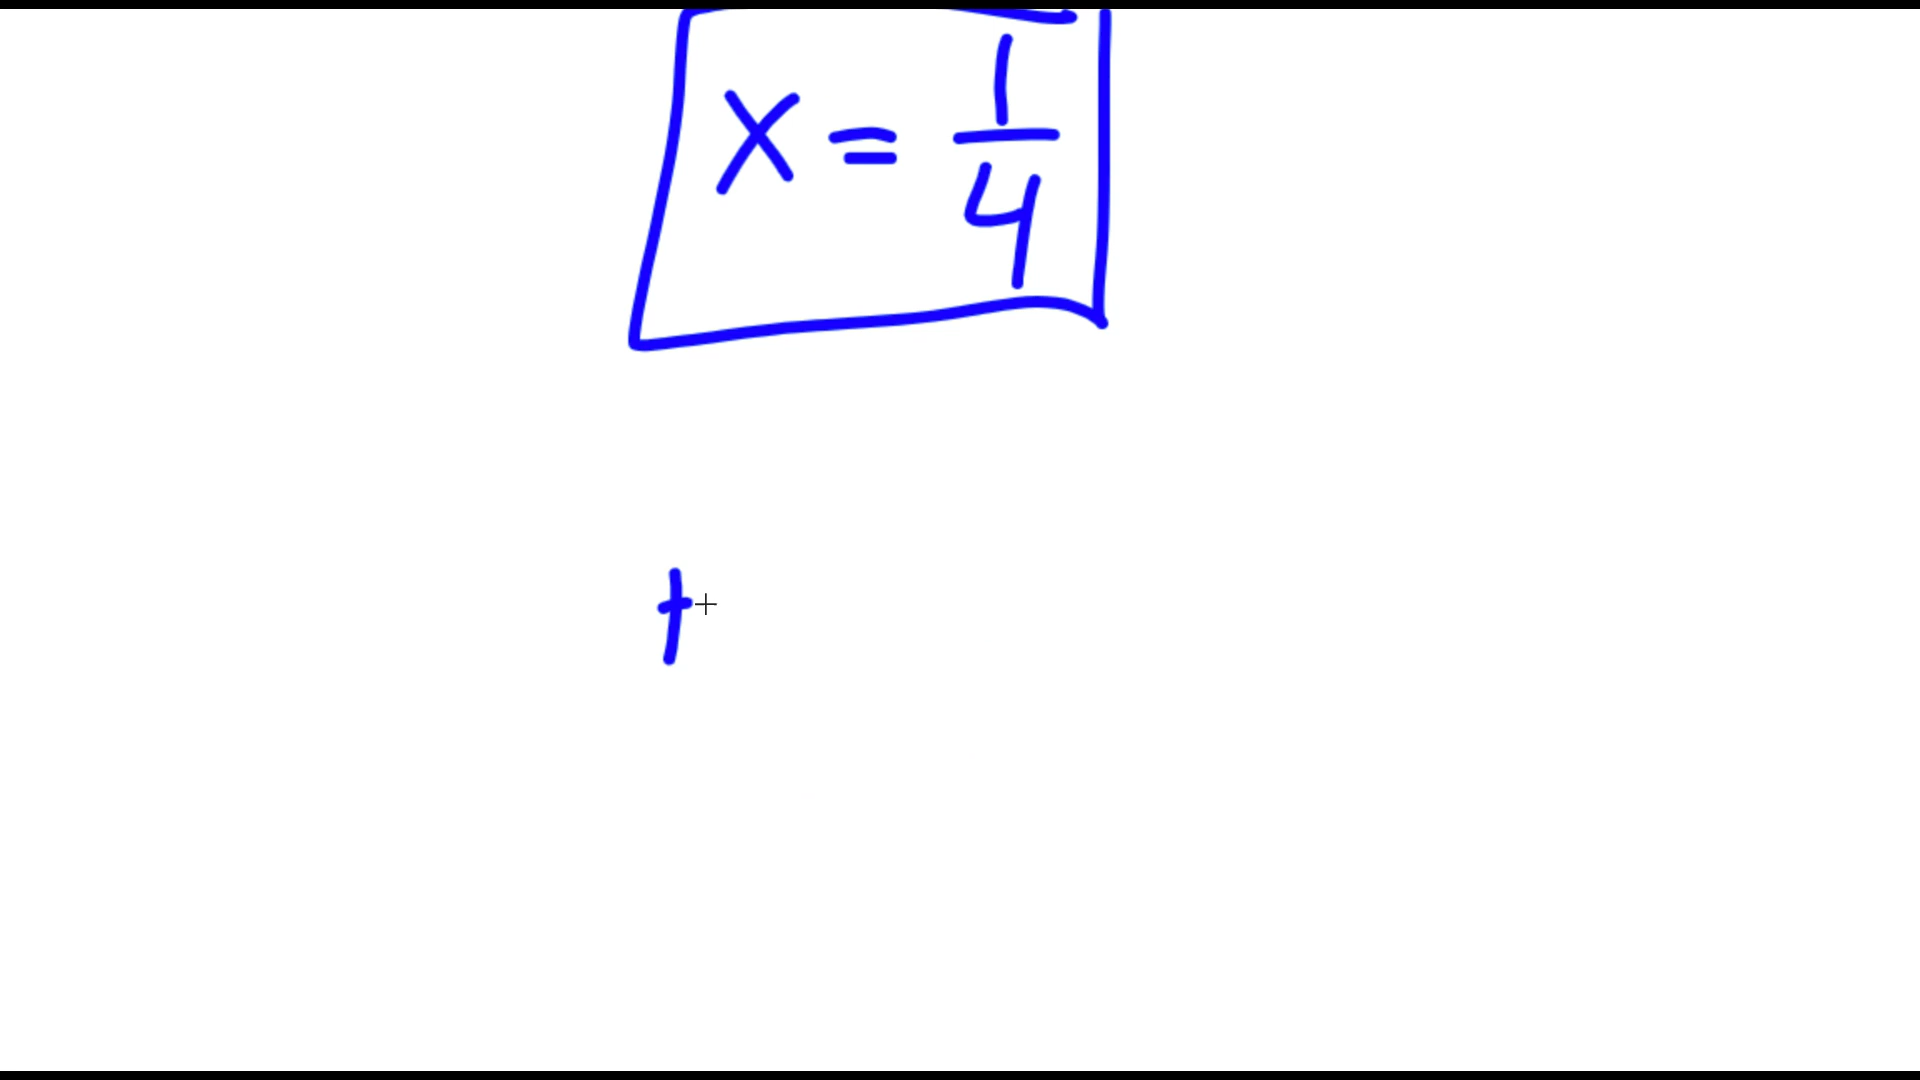 x = 1/4
t